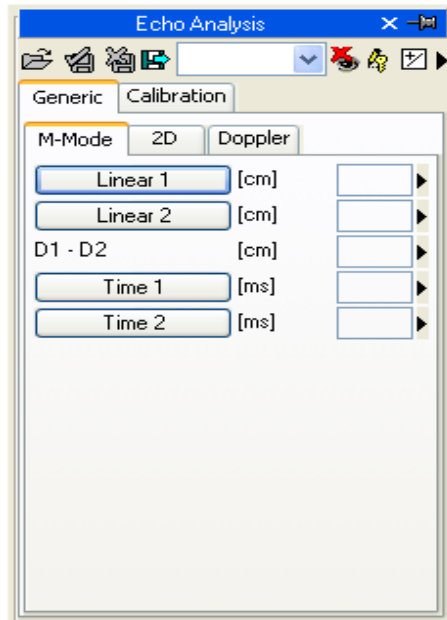 Echo Analysis
Generic Calibration
M-Mode 2D Doppler
Linear 1 [cm]
Linear 2 [cm]
D1 - D2 [cm]
Time 1 [ms]
Time 2 [ms]